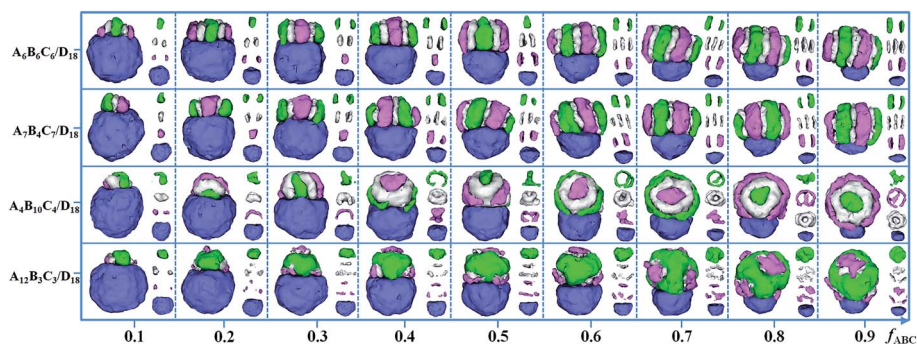 A₆B₆C₆/D₁₈
A₇B₄C₇/D₁₈
A₄B₁₀C₄/D₁₈
A₁₂B₃C₃/D₁₈
0.1 0.2 0.3 0.4 0.5 0.6 0.7 0.8 0.9 f_ABC